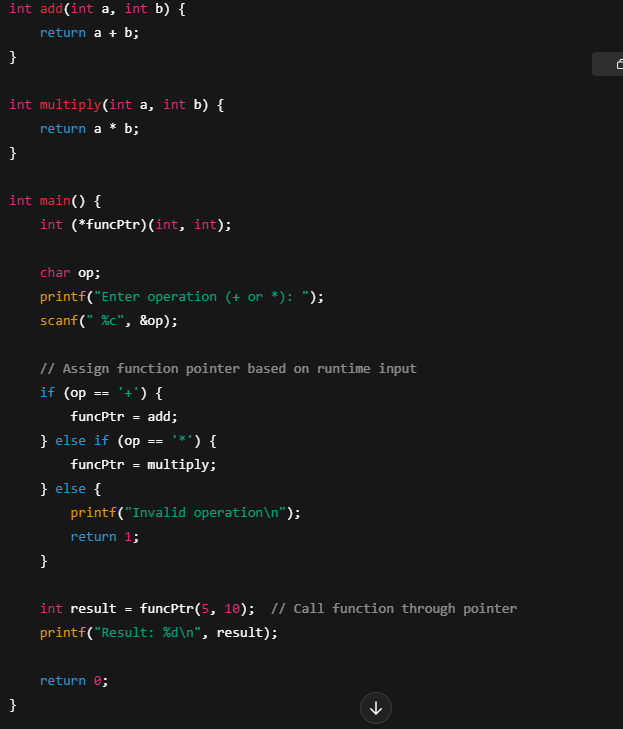 int add(int a, int b) {
    return a + b;
}

int multiply(int a, int b) {
    return a * b;
}

int main() {
    int (*funcPtr)(int, int);

    char op;
    printf("Enter operation (+ or *): ");
    scanf(" %c", &op);

    // Assign function pointer based on runtime input
    if (op == '+') {
        funcPtr = add;
    } else if (op == '*') {
        funcPtr = multiply;
    } else {
        printf("Invalid operation\n");
        return 1;
    }

    int result = funcPtr(5, 10);  // Call function through pointer
    printf("Result: %d\n", result);

    return 0;
}